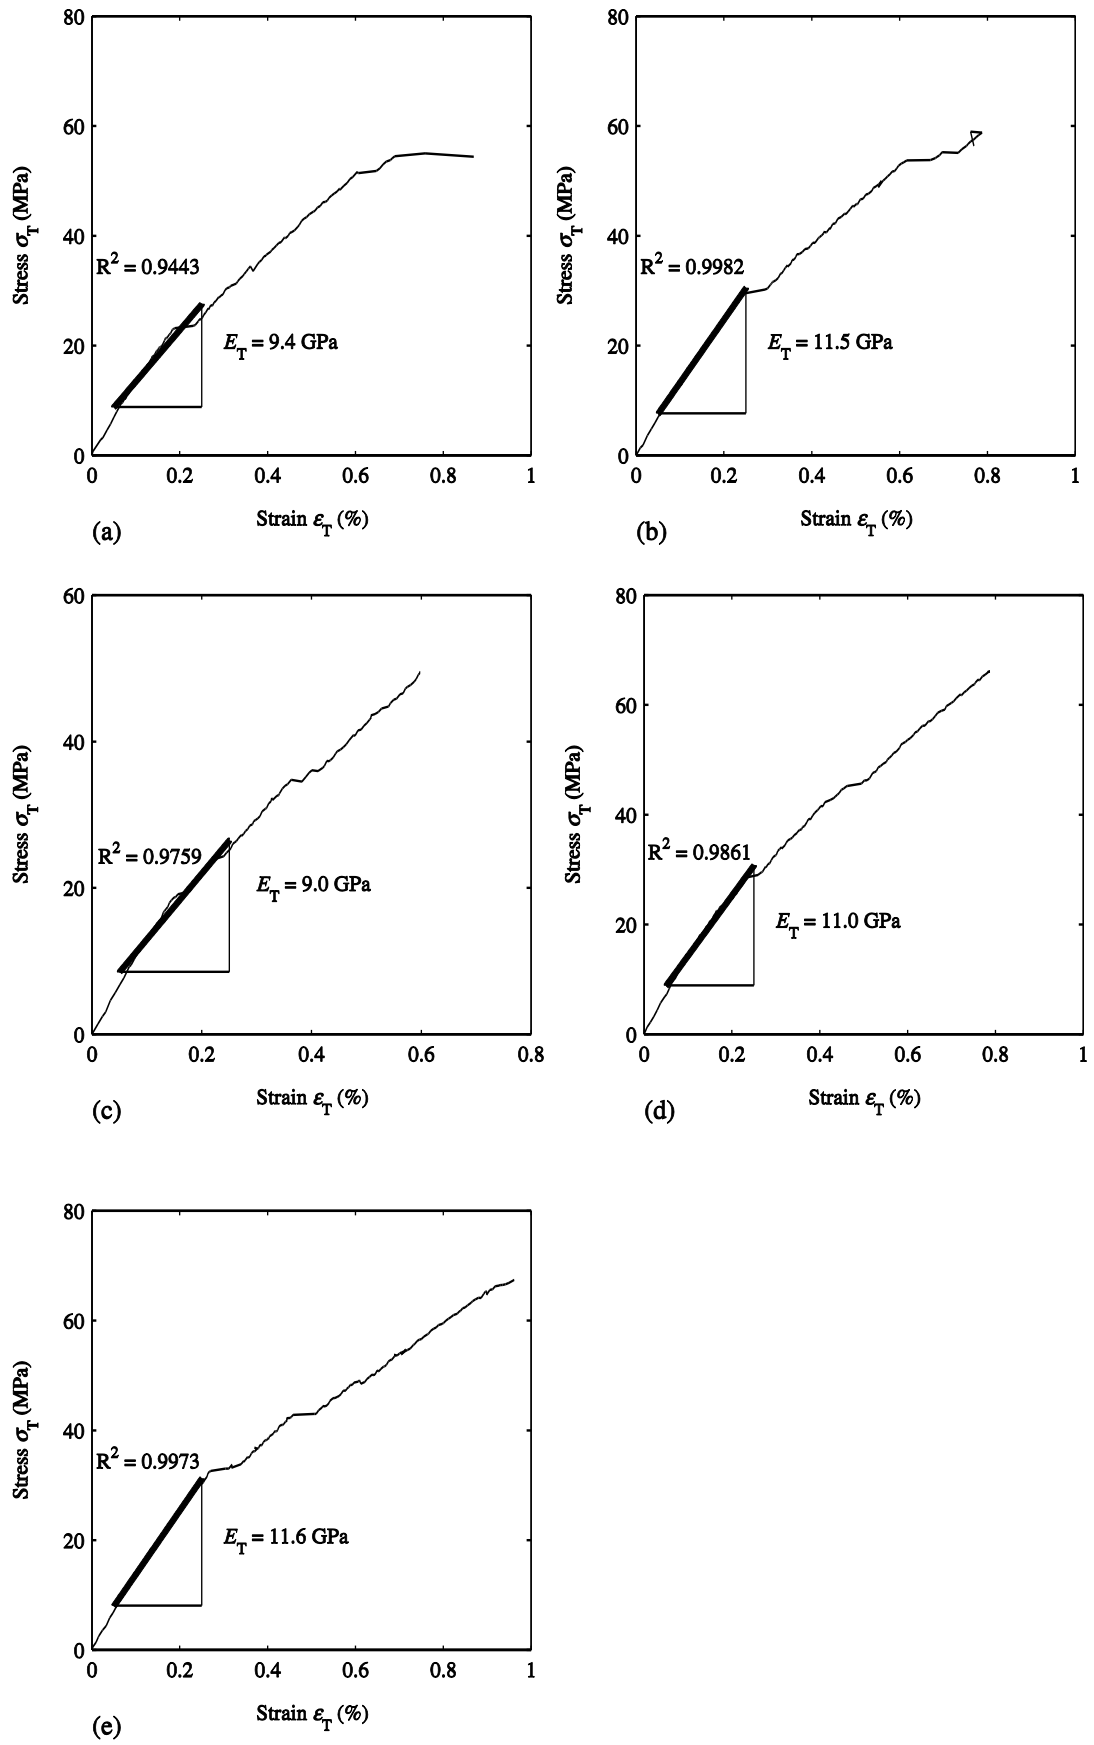 80
60
40
20
0
Stress σT (MPa)
R² = 0.9443
ET = 9.4 GPa
0 0.2 0.4 0.6 0.8 1
Strain εT (%)
(a)
80
60
40
20
0
Stress σT (MPa)
R² = 0.9982
ET = 11.5 GPa
0 0.2 0.4 0.6 0.8 1
Strain εT (%)
(b)
60
40
20
0
Stress σT (MPa)
R² = 0.9759
ET = 9.0 GPa
0 0.2 0.4 0.6 0.8
Strain εT (%)
(c)
80
60
40
20
0
Stress σT (MPa)
R² = 0.9861
ET = 11.0 GPa
0 0.2 0.4 0.6 0.8 1
Strain εT (%)
(d)
80
60
40
20
0
Stress σT (MPa)
R² = 0.9973
ET = 11.6 GPa
0 0.2 0.4 0.6 0.8 1
Strain εT (%)
(e)